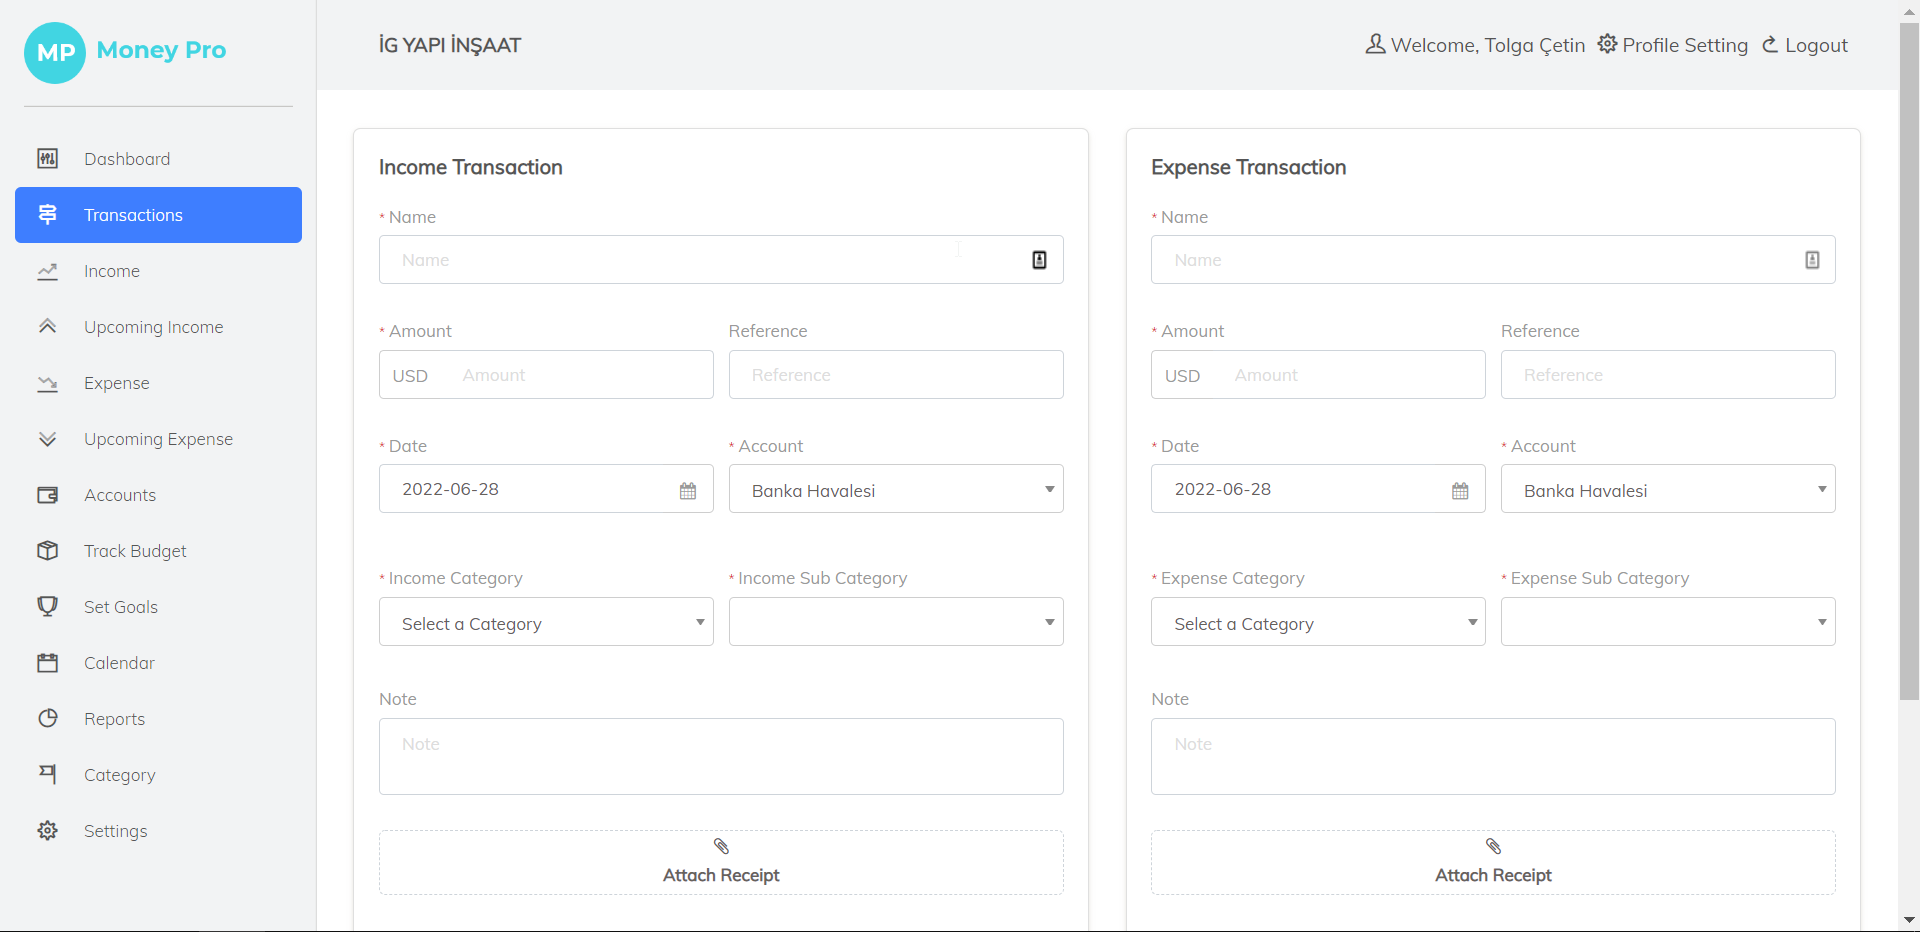 MP Money Pro
Dashboard
Transactions
Income
Upcoming Income
Expense
Upcoming Expense
Accounts
Track Budget
Set Goals
Calendar
Reports
Category
Settings
İG YAPI İNŞAAT
Welcome, Tolga Çetin Profile Setting Logout
Income Transaction
* Name
Name
* Amount Reference
USD Amount Reference
* Date * Account
2022-06-28 Banka Havalesi
* Income Category * Income Sub Category
Select a Category
Note
Note
Attach Receipt
Expense Transaction
* Name
Name
* Amount Reference
USD Amount Reference
* Date * Account
2022-06-28 Banka Havalesi
* Expense Category * Expense Sub Category
Select a Category
Note
Note
Attach Receipt